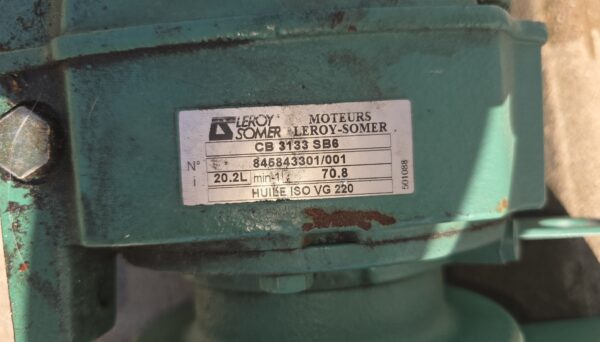 LEROY
SOMER
MOTEURS
LEROY-SOMER
CB 3133 SB6
N° 845843301/001
i 20.2L min-1 70.8
HUILE ISO VG 220
501088